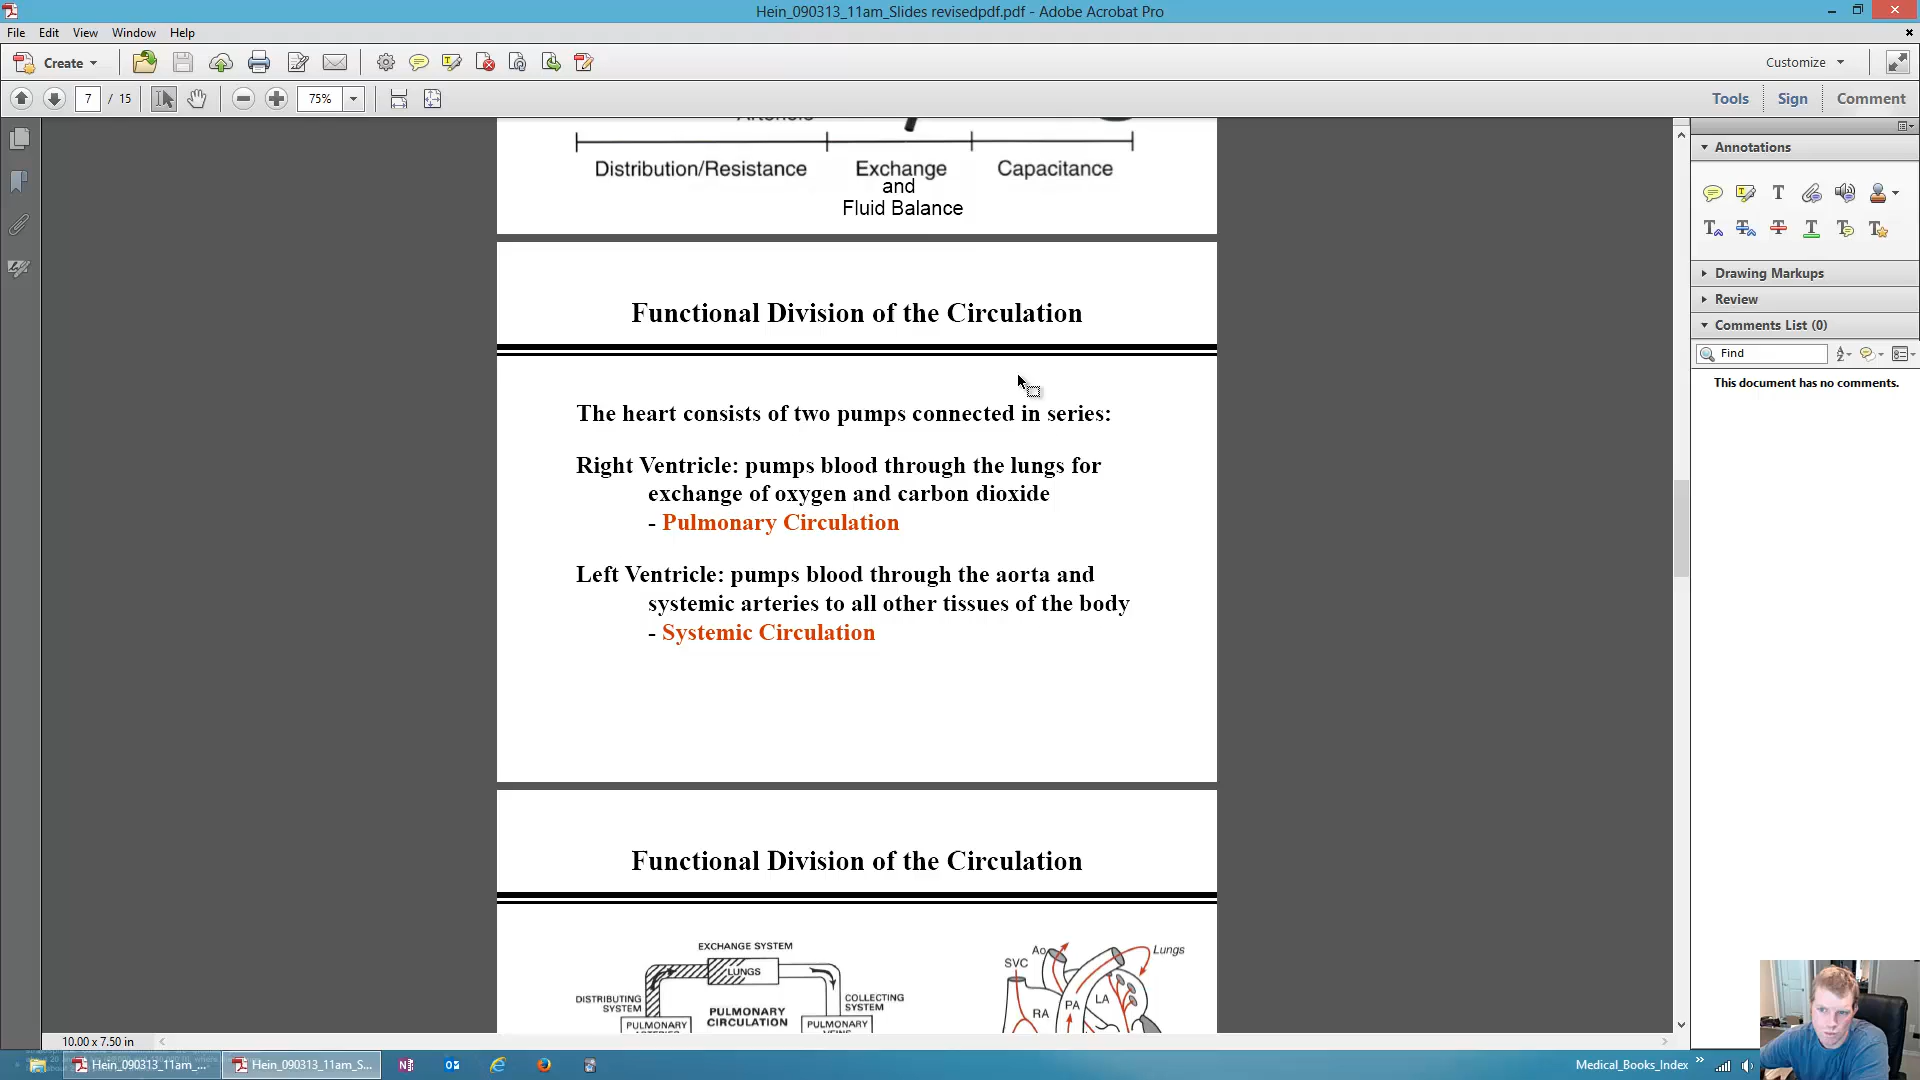 Hein_090313_11am_Slides revisedpdf.pdf - Adobe Acrobat Pro
File Edit View Window Help
Create
Customize
7 / 15
75%
Tools Sign Comment
Distribution/Resistance Exchange Capacitance
and
Fluid Balance
Functional Division of the Circulation
The heart consists of two pumps connected in series:
Right Ventricle: pumps blood through the lungs for
exchange of oxygen and carbon dioxide
- Pulmonary Circulation
Left Ventricle: pumps blood through the aorta and
systemic arteries to all other tissues of the body
- Systemic Circulation
Functional Division of the Circulation
EXCHANGE SYSTEM
LUNGS
DISTRIBUTING
SYSTEM
PULMONARY
CIRCULATION
COLLECTING
SYSTEM
PULMONARY
PULMONARY
Ao
Lungs
SVC
PA
LA
RA
Annotations
Drawing Markups
Review
Comments List (0)
Find
This document has no comments.
10.00 x 7.50 in
Hein_090313_11am_...
Hein_090313_11am_S...
Medical_Books_Index